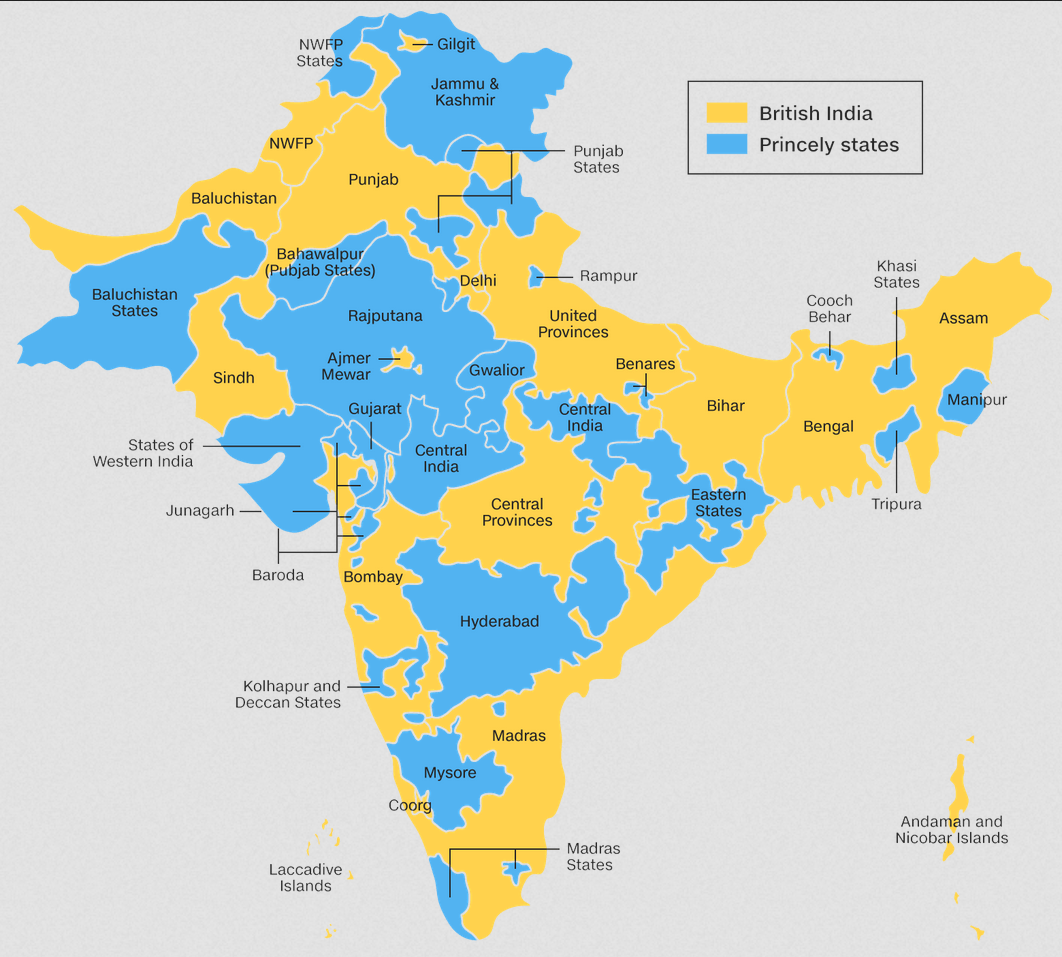 NWFP
States
Gilgit
Jammu &
Kashmir
British India
Princely states
NWFP
Punjab
States
Punjab
Baluchistan
Bahawalpur
(Pubjab States)
Delhi
Rampur
Khasi
States
Baluchistan
States
Cooch
Behar
Rajputana
United
Provinces
Assam
Ajmer
Mewar
Gwalior
Benares
Sindh
Manipur
Gujarat
Central
India
Bihar
Bengal
States of
Western India
Central
India
Eastern
States
Tripura
Junagarh
Central
Provinces
Baroda
Bombay
Hyderabad
Kolhapur and
Deccan States
Madras
Mysore
Coorg
Andaman and
Nicobar Islands
Madras
States
Laccadive
Islands